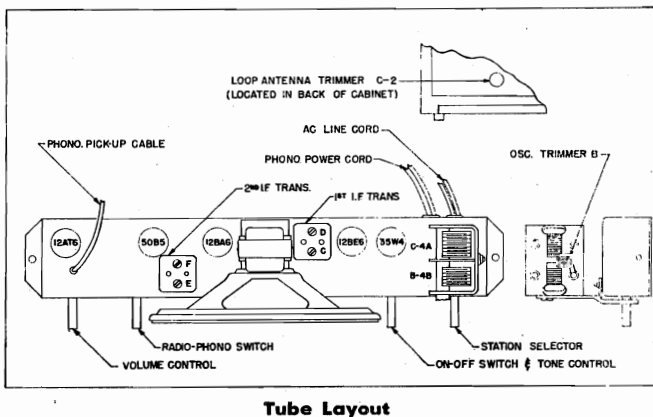 LOOP ANTENNA TRIMMER C-2
(LOCATED IN BACK OF CABINET)
AC LINE CORD
PHONO. PICK-UP CABLE
PHONO. POWER CORD
OSC. TRIMMER B
2ND I.F TRANS.
1ST I.F TRANS
12AT6
50B5
12BA6
12BE6
35W4
F
E
D
C
C-4A
B-4B
RADIO-PHONO SWITCH
STATION SELECTOR
VOLUME CONTROL
ON-OFF SWITCH & TONE CONTROL
Tube Layout